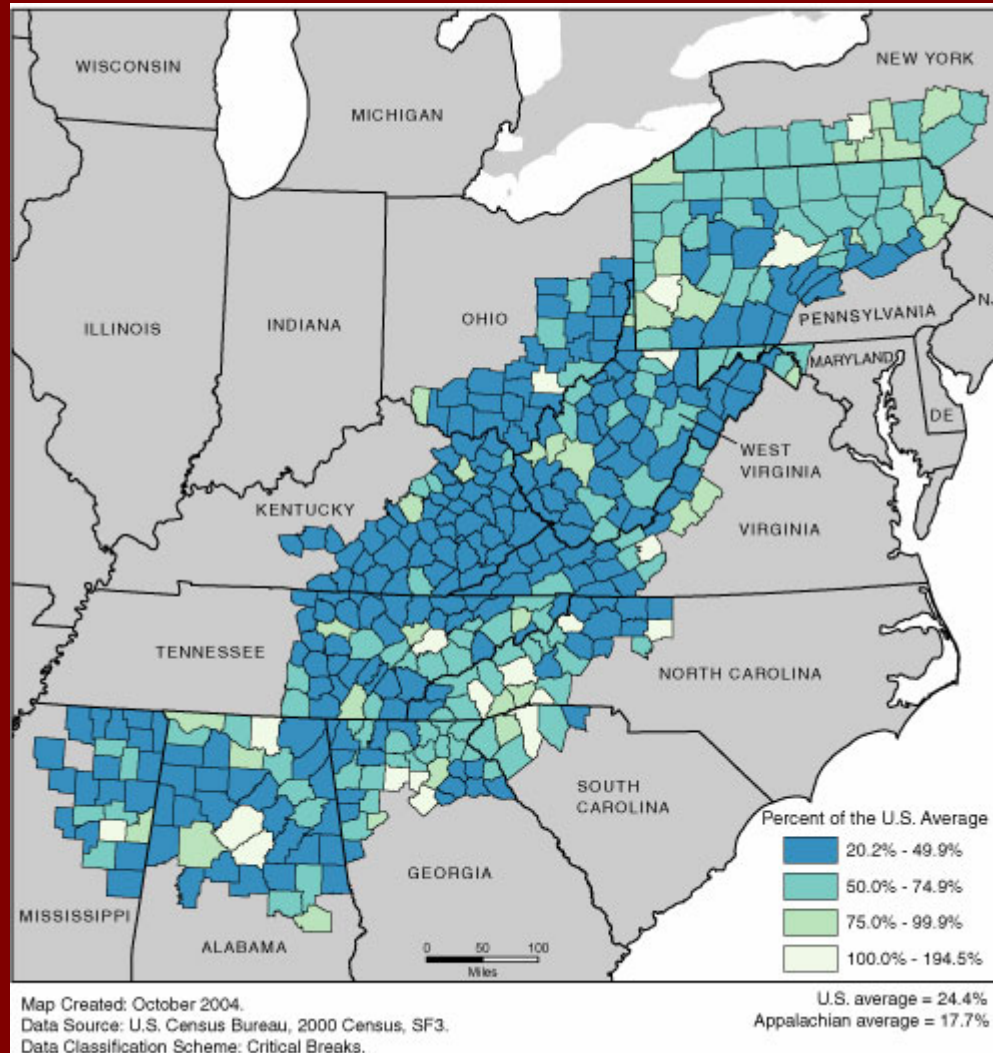 WISCONSIN
NEW YORK
MICHIGAN
ILLINOIS
INDIANA
OHIO
PENNSYLVANIA
NJ
MARYLAND
DE
WEST
VIRGINIA
KENTUCKY
VIRGINIA
TENNESSEE
NORTH CAROLINA
SOUTH
CAROLINA
GEORGIA
MISSISSIPPI
ALABAMA
0 50 100
Miles
Percent of the U.S. Average
20.2% - 49.9%
50.0% - 74.9%
75.0% - 99.9%
100.0% - 194.5%
Map Created: October 2004.
Data Source: U.S. Census Bureau, 2000 Census, SF3.
Data Classification Scheme: Critical Breaks.
U.S. average = 24.4%
Appalachian average = 17.7%